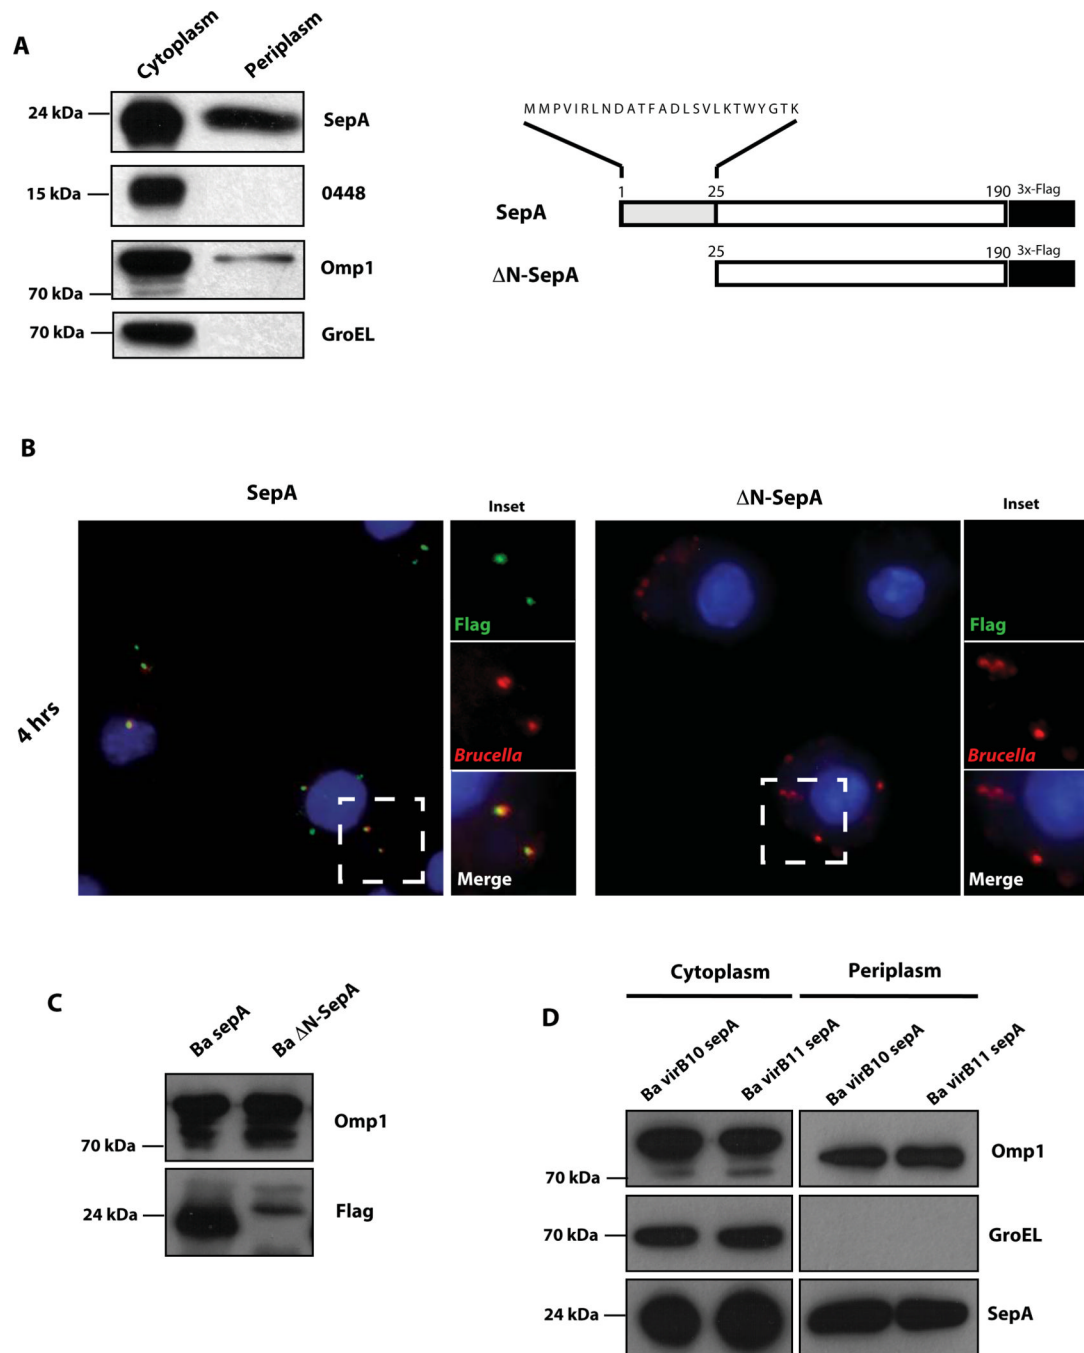 A
Cytoplasm
Periplasm
24 kDa
SepA
15 kDa
0448
Omp1
70 kDa
70 kDa
GroEL
MMPVIRLNDATFADLSVLKTWYGTK
1
25
190
3x-Flag
SepA
25
190
3x-Flag
ΔN-SepA
B
SepA
Inset
ΔN-SepA
Inset
4 hrs
Flag
Brucella
Merge
Flag
Brucella
Merge
C
Ba sepA
Ba ΔN-SepA
Omp1
70 kDa
24 kDa
Flag
D
Cytoplasm
Periplasm
Ba virB10 sepA
Ba virB11 sepA
Ba virB10 sepA
Ba virB11 sepA
Omp1
70 kDa
70 kDa
GroEL
24 kDa
SepA